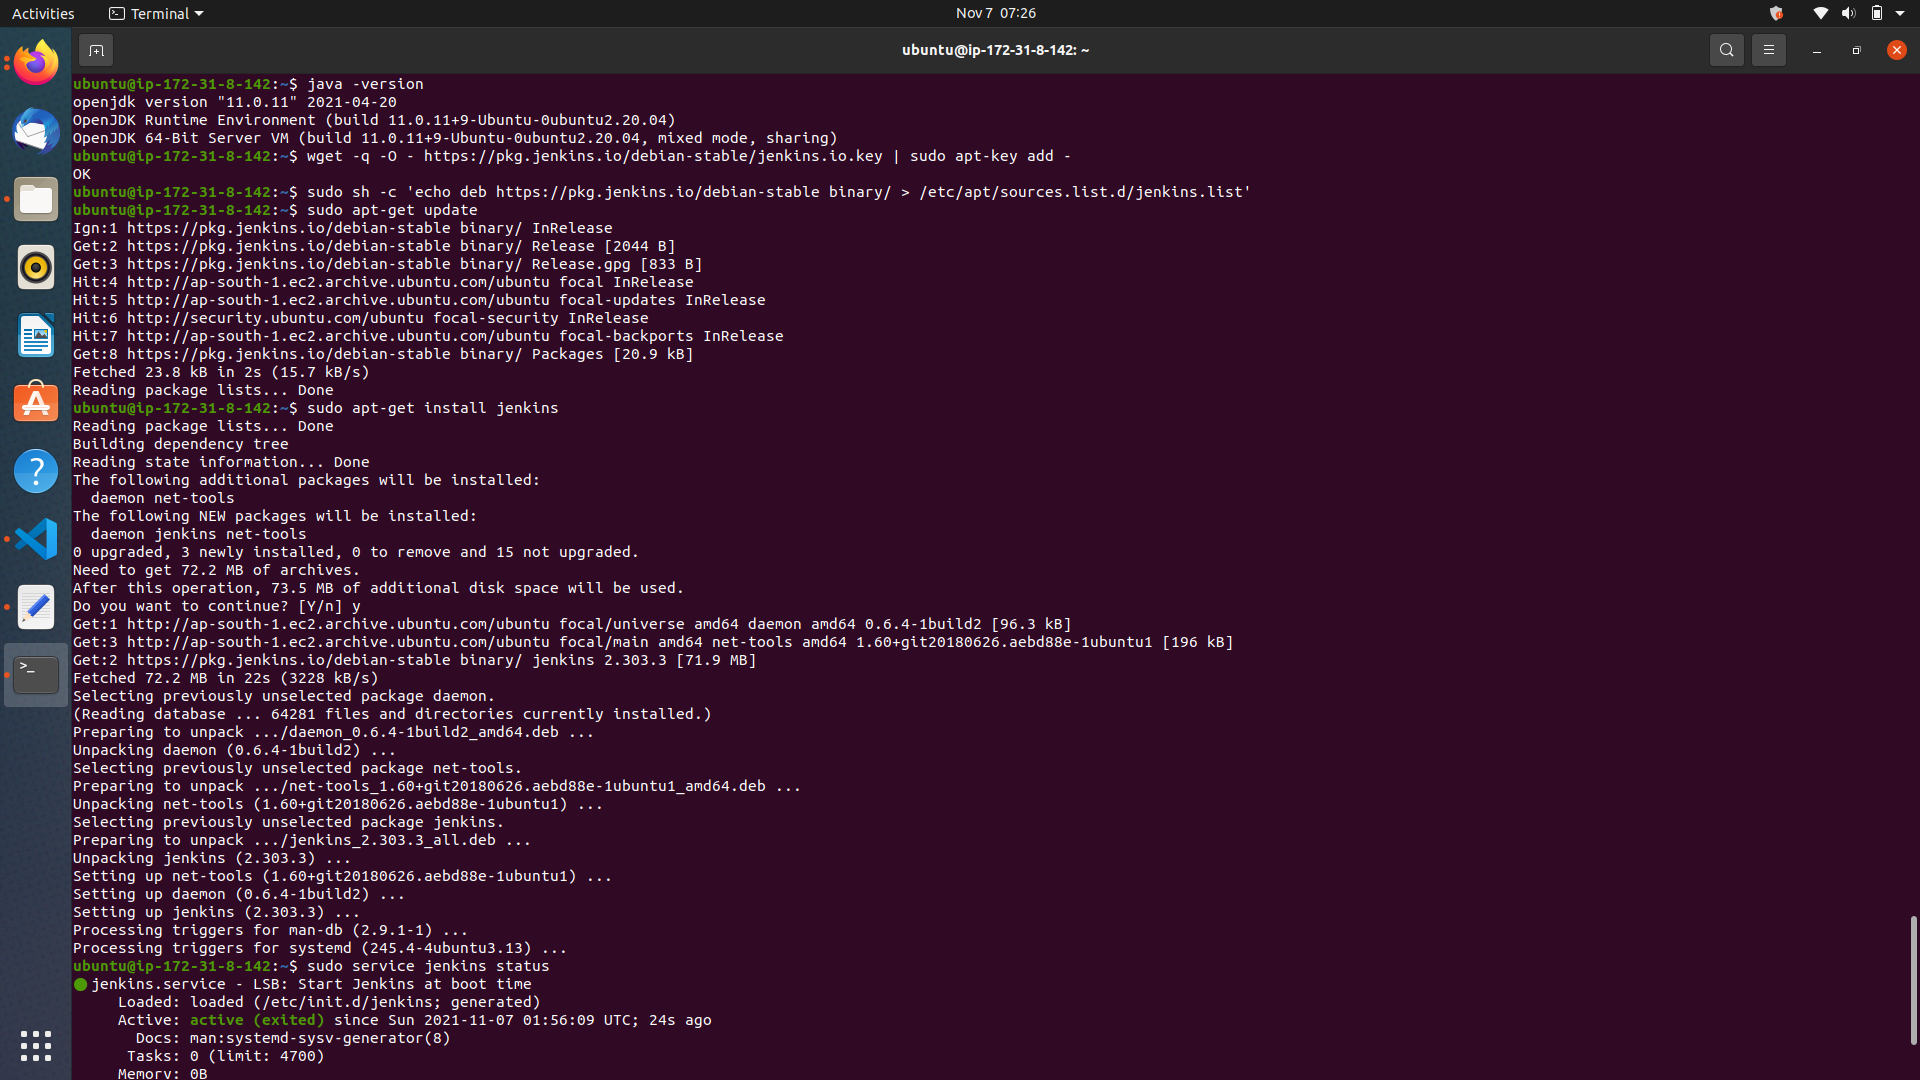 Activities
Terminal
Nov 7 07:26
ubuntu@ip-172-31-8-142: ~
ubuntu@ip-172-31-8-142:~$ java -version
openjdk version "11.0.11" 2021-04-20
OpenJDK Runtime Environment (build 11.0.11+9-Ubuntu-0ubuntu2.20.04)
OpenJDK 64-Bit Server VM (build 11.0.11+9-Ubuntu-0ubuntu2.20.04, mixed mode, sharing)
ubuntu@ip-172-31-8-142:~$ wget -q -O - https://pkg.jenkins.io/debian-stable/jenkins.io.key | sudo apt-key add -
OK
ubuntu@ip-172-31-8-142:~$ sudo sh -c 'echo deb https://pkg.jenkins.io/debian-stable binary/ > /etc/apt/sources.list.d/jenkins.list'
ubuntu@ip-172-31-8-142:~$ sudo apt-get update
Ign:1 https://pkg.jenkins.io/debian-stable binary/ InRelease
Get:2 https://pkg.jenkins.io/debian-stable binary/ Release [2044 B]
Get:3 https://pkg.jenkins.io/debian-stable binary/ Release.gpg [833 B]
Hit:4 http://ap-south-1.ec2.archive.ubuntu.com/ubuntu focal InRelease
Hit:5 http://ap-south-1.ec2.archive.ubuntu.com/ubuntu focal-updates InRelease
Hit:6 http://security.ubuntu.com/ubuntu focal-security InRelease
Hit:7 http://ap-south-1.ec2.archive.ubuntu.com/ubuntu focal-backports InRelease
Get:8 https://pkg.jenkins.io/debian-stable binary/ Packages [20.9 kB]
Fetched 23.8 kB in 2s (15.7 kB/s)
Reading package lists... Done
ubuntu@ip-172-31-8-142:~$ sudo apt-get install jenkins
Reading package lists... Done
Building dependency tree
Reading state information... Done
The following additional packages will be installed:
  daemon net-tools
The following NEW packages will be installed:
  daemon jenkins net-tools
0 upgraded, 3 newly installed, 0 to remove and 15 not upgraded.
Need to get 72.2 MB of archives.
After this operation, 73.5 MB of additional disk space will be used.
Do you want to continue? [Y/n] y
Get:1 http://ap-south-1.ec2.archive.ubuntu.com/ubuntu focal/universe amd64 daemon amd64 0.6.4-1build2 [96.3 kB]
Get:3 http://ap-south-1.ec2.archive.ubuntu.com/ubuntu focal/main amd64 net-tools amd64 1.60+git20180626.aebd88e-1ubuntu1 [196 kB]
Get:2 https://pkg.jenkins.io/debian-stable binary/ jenkins 2.303.3 [71.9 MB]
Fetched 72.2 MB in 22s (3228 kB/s)
Selecting previously unselected package daemon.
(Reading database ... 64281 files and directories currently installed.)
Preparing to unpack .../daemon_0.6.4-1build2_amd64.deb ...
Unpacking daemon (0.6.4-1build2) ...
Selecting previously unselected package net-tools.
Preparing to unpack .../net-tools_1.60+git20180626.aebd88e-1ubuntu1_amd64.deb ...
Unpacking net-tools (1.60+git20180626.aebd88e-1ubuntu1) ...
Selecting previously unselected package jenkins.
Preparing to unpack .../jenkins_2.303.3_all.deb ...
Unpacking jenkins (2.303.3) ...
Setting up net-tools (1.60+git20180626.aebd88e-1ubuntu1) ...
Setting up daemon (0.6.4-1build2) ...
Setting up jenkins (2.303.3) ...
Processing triggers for man-db (2.9.1-1) ...
Processing triggers for systemd (245.4-4ubuntu3.13) ...
ubuntu@ip-172-31-8-142:~$ sudo service jenkins status
● jenkins.service - LSB: Start Jenkins at boot time
     Loaded: loaded (/etc/init.d/jenkins; generated)
     Active: active (exited) since Sun 2021-11-07 01:56:09 UTC; 24s ago
       Docs: man:systemd-sysv-generator(8)
      Tasks: 0 (limit: 4700)
     Memory: 0B